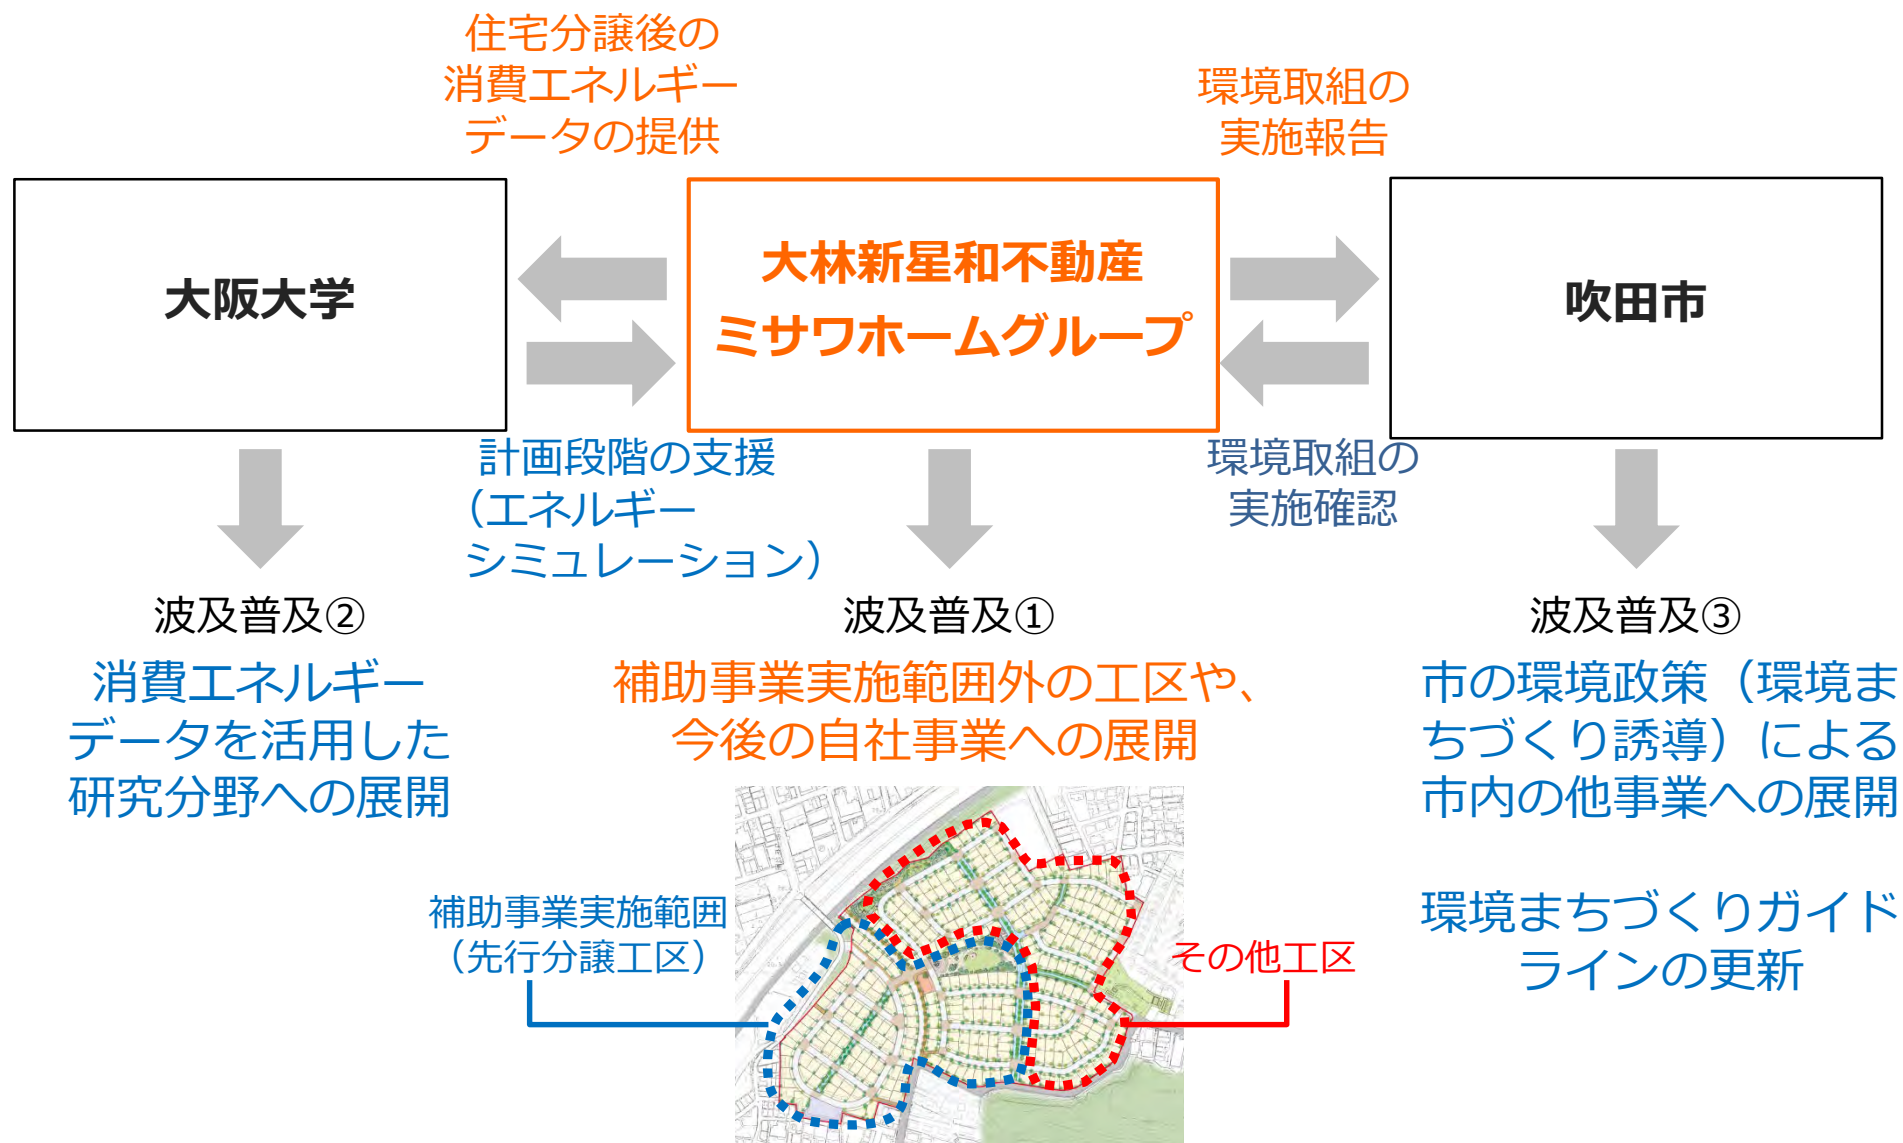 住宅分譲後の
消費エネルギー
データの提供
環境取組の
実施報告
大阪大学
大林新星和不動産
ミサワホームグループ
吹田市
計画段階の支援
（エネルギー
シミュレーション）
環境取組の
実施確認
波及普及②
消費エネルギー
データを活用した
研究分野への展開
波及普及①
補助事業実施範囲外の工区や、
今後の自社事業への展開
波及普及③
市の環境政策（環境ま
ちづくり誘導）による
市内の他事業への展開
環境まちづくりガイド
ラインの更新
補助事業実施範囲
（先行分譲工区）
その他工区